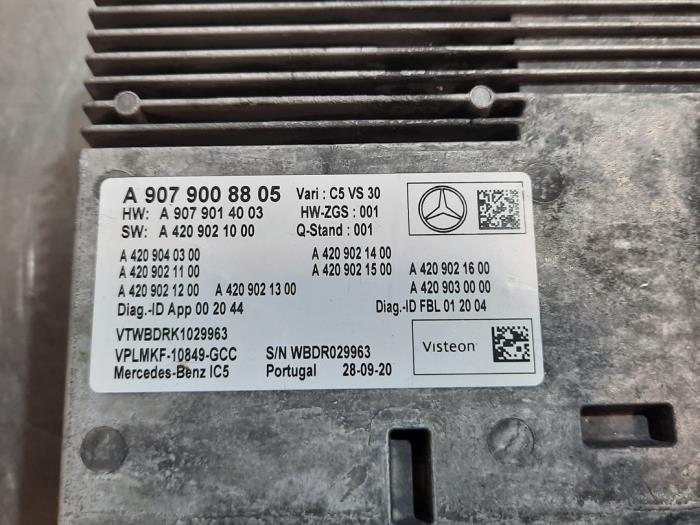 A 907 900 88 05 Vari : C5 VS 30
HW: A 907 901 40 03 HW-ZGS : 001
SW: A 420 902 10 00 Q-Stand : 001
A 420 904 03 00 A 420 902 14 00
A 420 902 11 00 A 420 902 15 00 A 420 902 16 00
A 420 902 12 00 A 420 902 13 00 A 420 903 00 00
Diag.-ID App 00 20 44 Diag.-ID FBL 01 20 04
VTWBDRK1029963
VPLMKF-10849-GCC S/N WBDR029963 Visteon
Mercedes-Benz IC5 Portugal 28-09-20